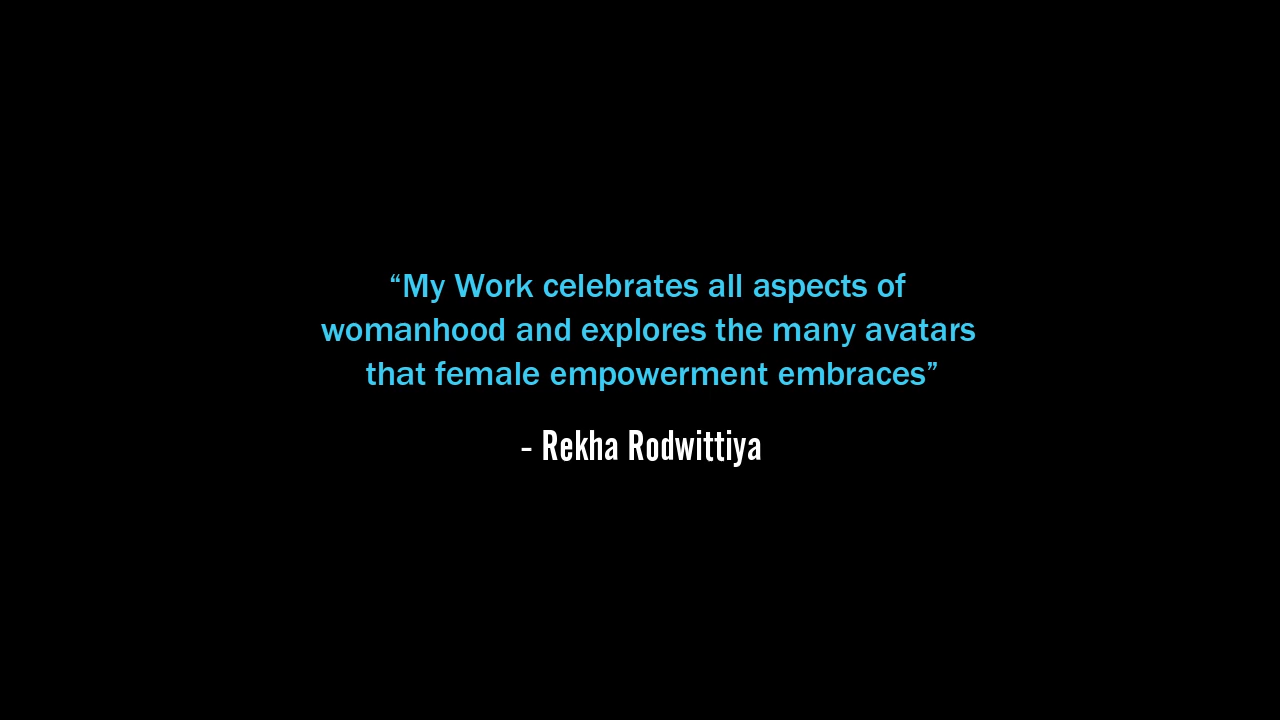 “My Work celebrates all aspects of
womanhood and explores the many avatars
that female empowerment embraces”
- Rekha Rodwittiya